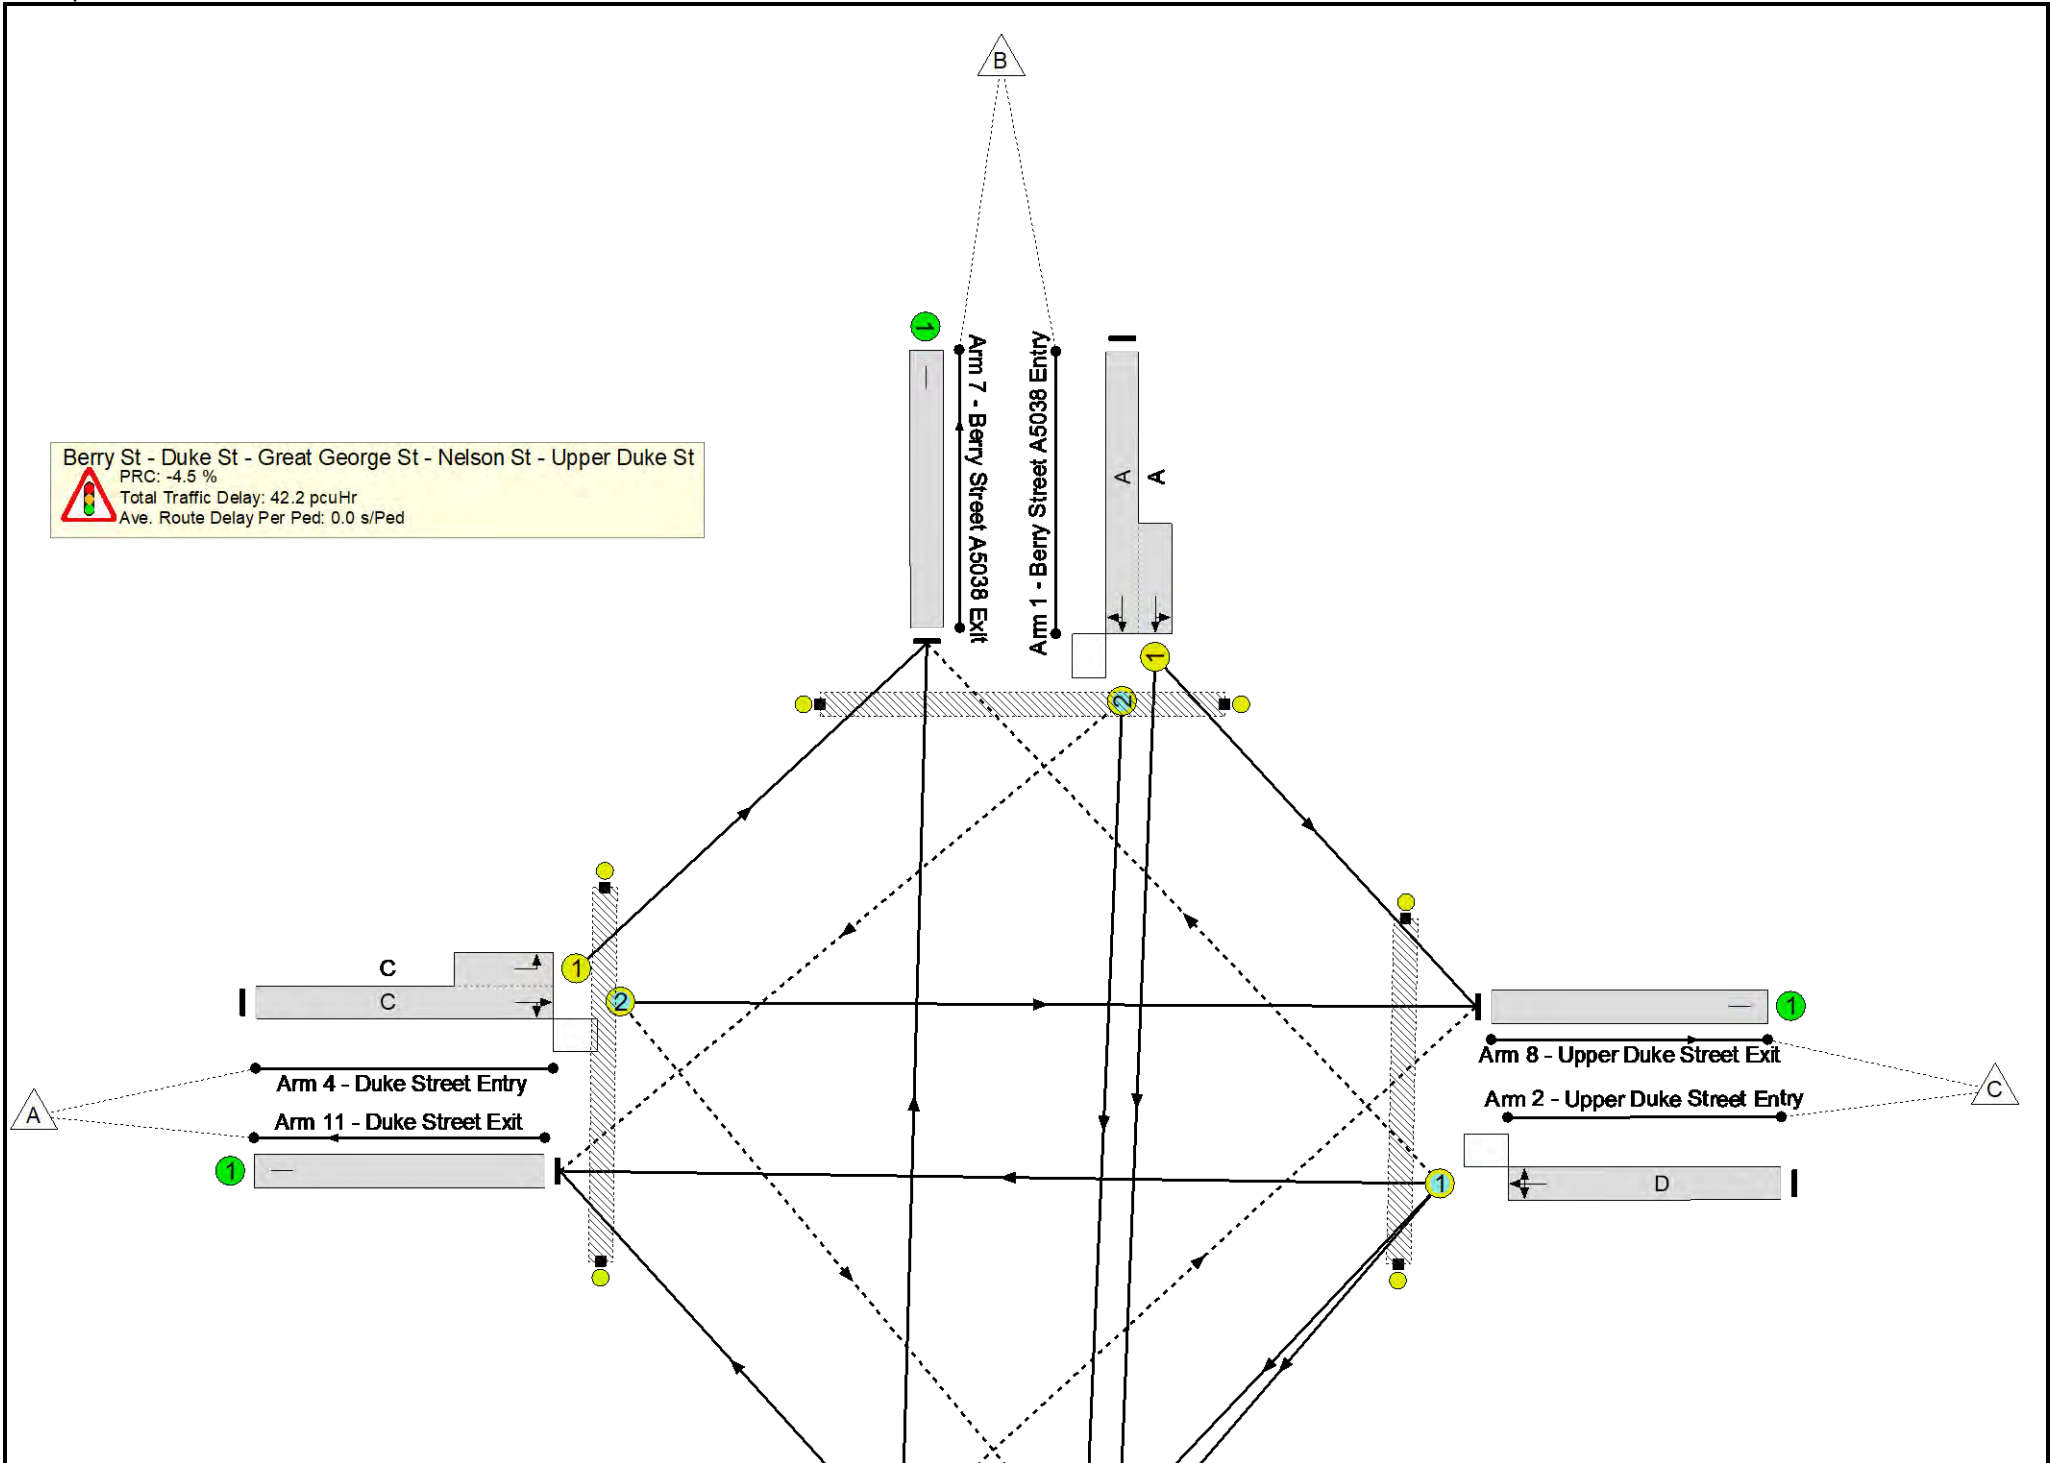 B
1
Arm 7 - Berry Street A5038 Exit
Arm 1 - Berry Street A5038 Entry
A
A
Berry St - Duke St - Great George St - Nelson St - Upper Duke St
PRC: -4.5 %
Total Traffic Delay: 42.2 pcuHr
Ave. Route Delay Per Ped: 0.0 s/Ped
1
2
C
1
C
2
1
Arm 8 - Upper Duke Street Exit
Arm 4 - Duke Street Entry
Arm 2 - Upper Duke Street Entry
C
A
Arm 11 - Duke Street Exit
1
1
D